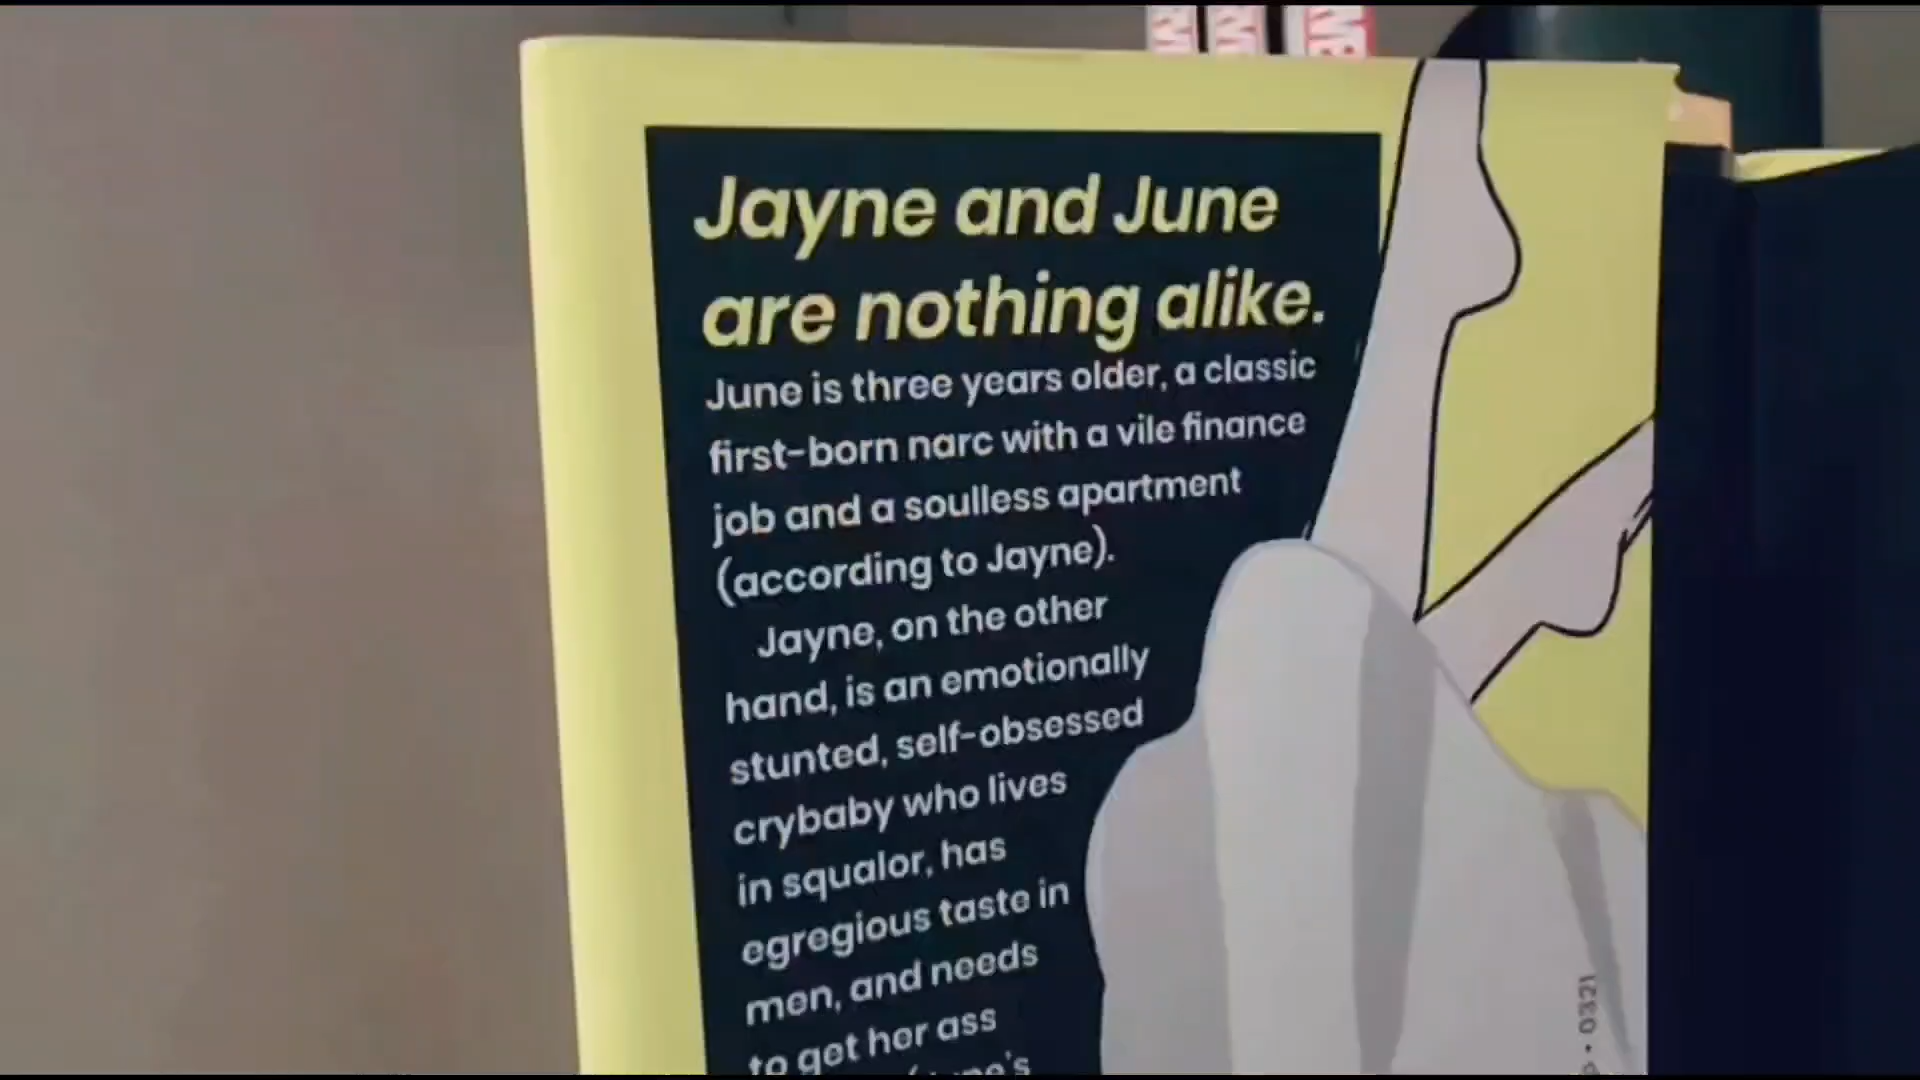 Jayne and June
are nothing alike.
June is three years older, a classic
first-born narc with a vile finance
job and a soulless apartment
(according to Jayne).
Jayne, on the other
hand, is an emotionally
stunted, self-obsessed
crybaby who lives
in squalor, has
egregious taste in
men, and needs
to get her ass
0321